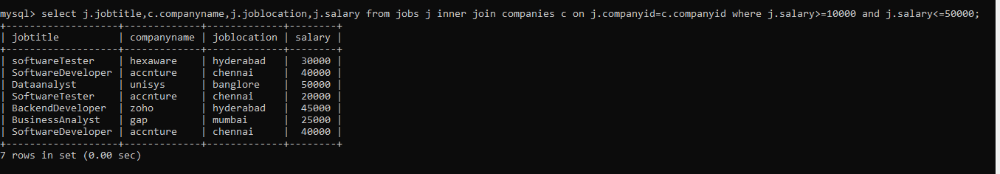 mysql> select j.jobtitle,c.companyname,j.joblocation,j.salary from jobs j inner join companies c on j.companyid=c.companyid where j.salary>=10000 and j.salary<=50000;
+-------------------+-------------+-------------+--------+
| jobtitle          | companyname | joblocation | salary |
+-------------------+-------------+-------------+--------+
| softwareTester    | hexaware    | hyderabad   |  30000 |
| SoftwareDeveloper | accnture    | chennai     |  40000 |
| Dataanalyst       | unisys      | banglore    |  50000 |
| SoftwareTester    | accnture    | chennai     |  20000 |
| BackendDeveloper  | zoho        | hyderabad   |  45000 |
| BusinessAnalyst   | gap         | mumbai      |  25000 |
| SoftwareDeveloper | accnture    | chennai     |  40000 |
+-------------------+-------------+-------------+--------+
7 rows in set (0.00 sec)